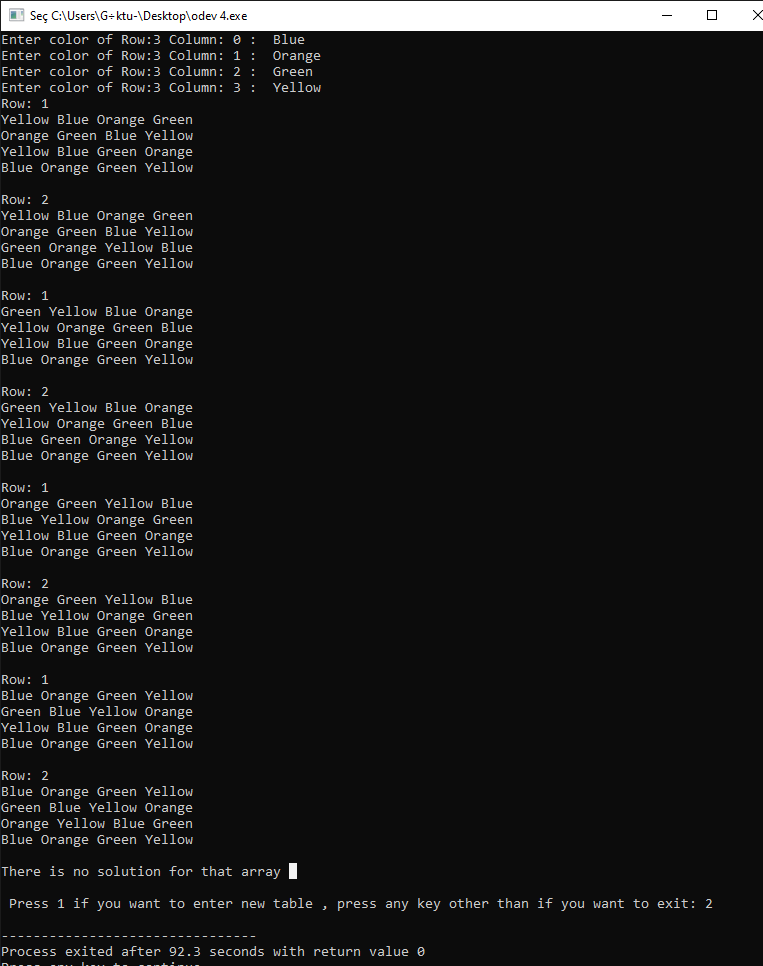 Seç C:\Users\G÷ktu-\Desktop\odev 4.exe
Enter color of Row:3 Column: 0 :  Blue
Enter color of Row:3 Column: 1 :  Orange
Enter color of Row:3 Column: 2 :  Green
Enter color of Row:3 Column: 3 :  Yellow
Row: 1
Yellow Blue Orange Green
Orange Green Blue Yellow
Yellow Blue Green Orange
Blue Orange Green Yellow
Row: 2
Yellow Blue Orange Green
Orange Green Blue Yellow
Green Orange Yellow Blue
Blue Orange Green Yellow
Row: 1
Green Yellow Blue Orange
Yellow Orange Green Blue
Yellow Blue Green Orange
Blue Orange Green Yellow
Row: 2
Green Yellow Blue Orange
Yellow Orange Green Blue
Blue Green Orange Yellow
Blue Orange Green Yellow
Row: 1
Orange Green Yellow Blue
Blue Yellow Orange Green
Yellow Blue Green Orange
Blue Orange Green Yellow
Row: 2
Orange Green Yellow Blue
Blue Yellow Orange Green
Yellow Blue Green Orange
Blue Orange Green Yellow
Row: 1
Blue Orange Green Yellow
Green Blue Yellow Orange
Yellow Blue Green Orange
Blue Orange Green Yellow
Row: 2
Blue Orange Green Yellow
Green Blue Yellow Orange
Orange Yellow Blue Green
Blue Orange Green Yellow
There is no solution for that array
Press 1 if you want to enter new table , press any key other than if you want to exit: 2
--------------------------------
Process exited after 92.3 seconds with return value 0
Press any key to continue